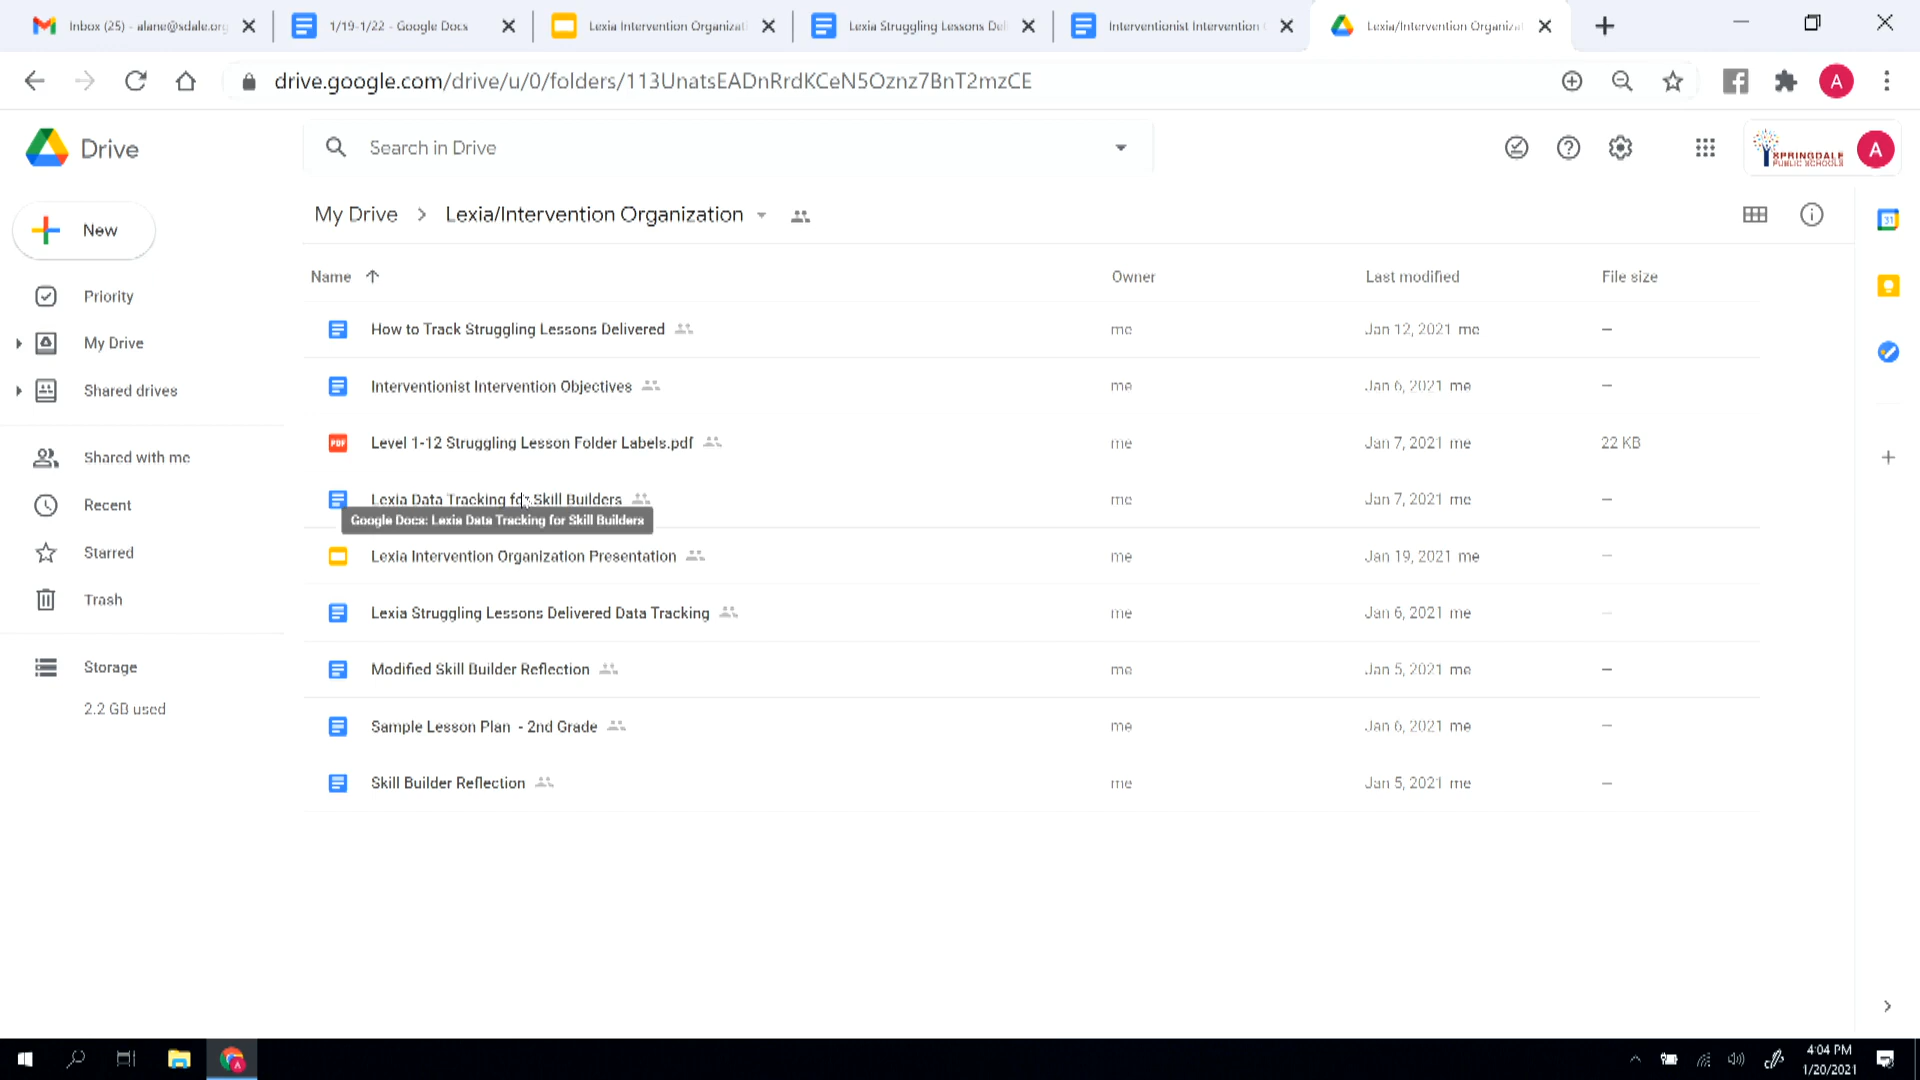 Inbox (25) - alane@sdale.org
1/19-1/22 - Google Docs
Lexia Intervention Organizati
Lexia Struggling Lessons Del
Interventionist Intervention
Lexia/Intervention Organiza
drive.google.com/drive/u/0/folders/113UnatsEADnRrdKCeN5Oznz7BnT2mzCE
A
Drive
Search in Drive
SPRINGDALE
PUBLIC SCHOOLS
A
New
My Drive
Lexia/Intervention Organization
31
Priority
My Drive
Shared drives
Shared with me
Recent
Starred
Trash
Storage
2.2 GB used
Name Owner Last modified File size
How to Track Struggling Lessons Delivered me Jan 12, 2021 me –
Interventionist Intervention Objectives me Jan 6, 2021 me –
PDF Level 1-12 Struggling Lesson Folder Labels.pdf me Jan 7, 2021 me 22 KB
Lexia Data Tracking for Skill Builders me Jan 7, 2021 me –
Google Docs: Lexia Data Tracking for Skill Builders
Lexia Intervention Organization Presentation me Jan 19, 2021 me –
Lexia Struggling Lessons Delivered Data Tracking me Jan 6, 2021 me –
Modified Skill Builder Reflection me Jan 5, 2021 me –
Sample Lesson Plan - 2nd Grade me Jan 6, 2021 me –
Skill Builder Reflection me Jan 5, 2021 me –
4:04 PM
1/20/2021